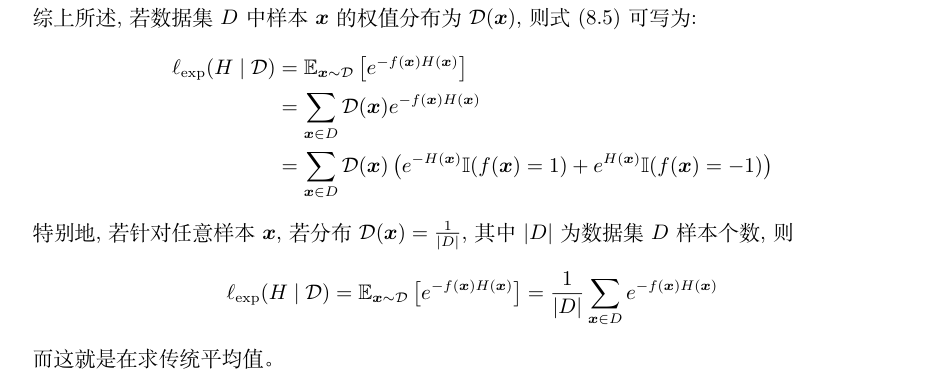 综上所述, 若数据集 D 中样本 x 的权值分布为 𝒟(x), 则式 (8.5) 可写为:
ℓ_exp(H | 𝒟) = 𝔼_{x∼𝒟} [e^{−f(x)H(x)}]
= ∑_{x∈D} 𝒟(x)e^{−f(x)H(x)}
= ∑_{x∈D} 𝒟(x) (e^{−H(x)}𝕀(f(x) = 1) + e^{H(x)}𝕀(f(x) = −1))
特别地, 若针对任意样本 x, 若分布 𝒟(x) = \frac{1}{|D|}, 其中 |D| 为数据集 D 样本个数, 则
ℓ_exp(H | 𝒟) = 𝔼_{x∼𝒟} [e^{−f(x)H(x)}] = \frac{1}{|D|} ∑_{x∈D} e^{−f(x)H(x)}
而这就是在求传统平均值。